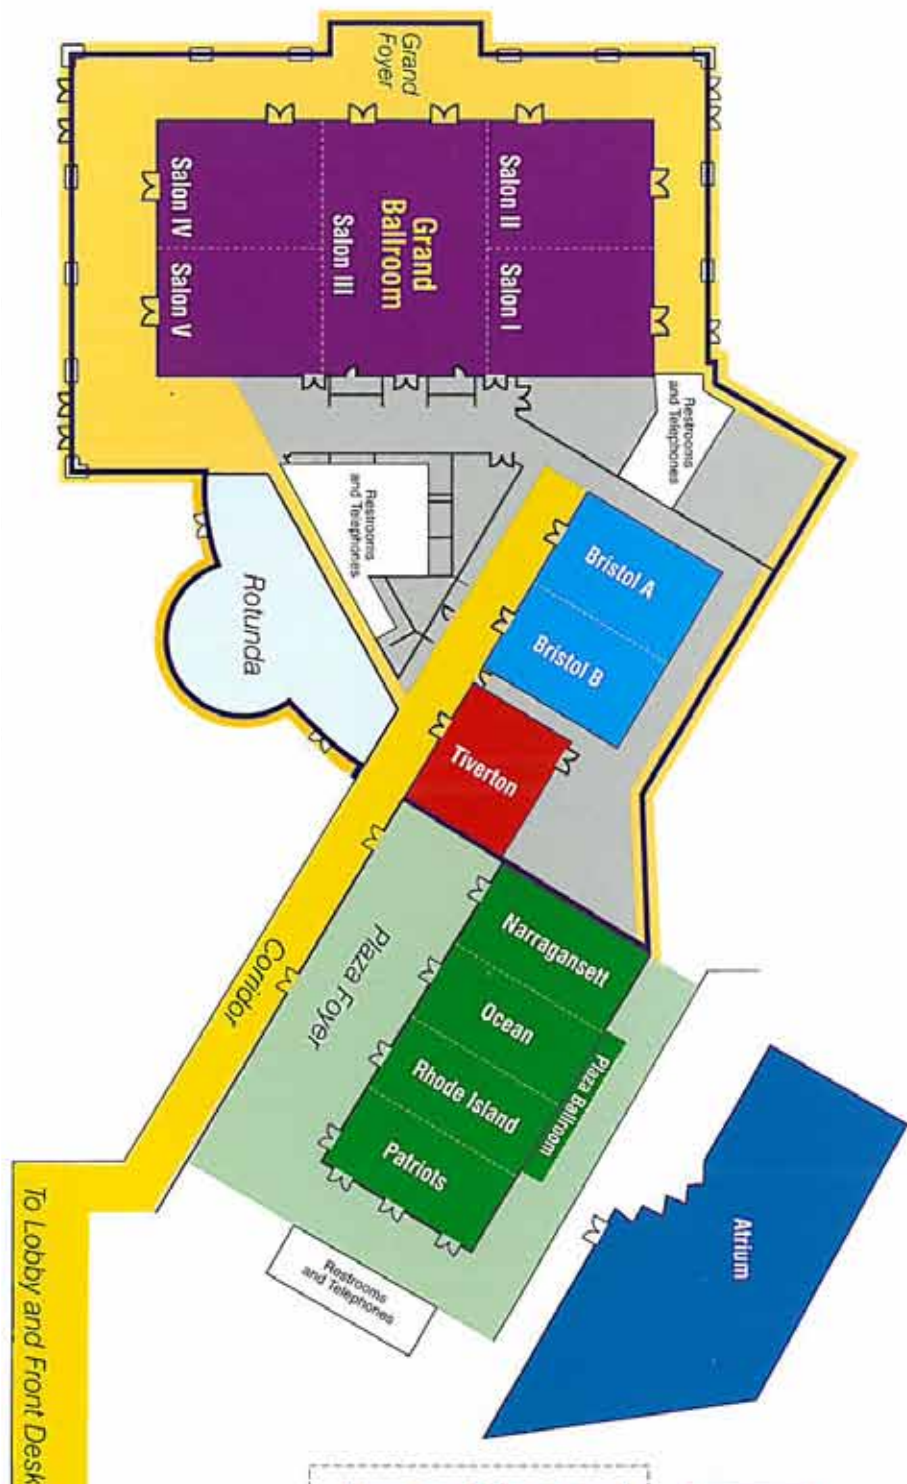 Grand
Foyer
Salon IV
Salon V
Salon III
Grand
Ballroom
Salon II
Salon I
Restrooms
and Telephones
Restrooms
and Telephones
Rotunda
Bristol A
Bristol B
Tiverton
Corridor
Plaza Foyer
Narragansett
Ocean
Rhode Island
Patriots
Plaza Ballroom
Restrooms
and Telephones
Atrium
To Lobby and Front Desk